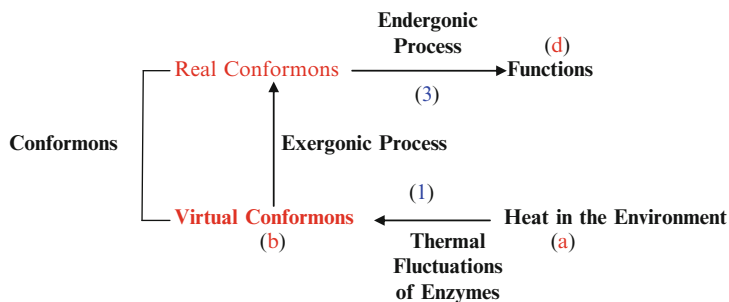 Endergonic
Process
(d)
Real Conformons
Functions
(3)
Conformons
Exergonic Process
(1)
Virtual Conformons
Heat in the Environment
(b)
(a)
Thermal
Fluctuations
of Enzymes